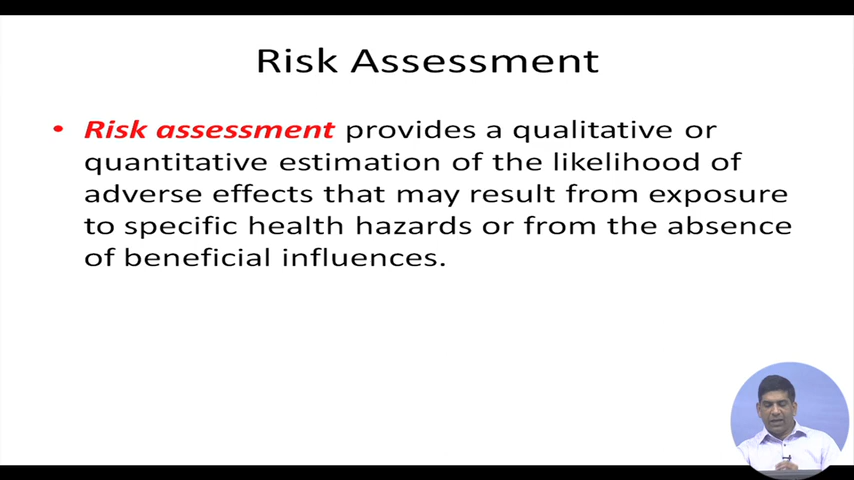 Risk Assessment
• Risk assessment provides a qualitative or
quantitative estimation of the likelihood of
adverse effects that may result from exposure
to specific health hazards or from the absence
of beneficial influences.